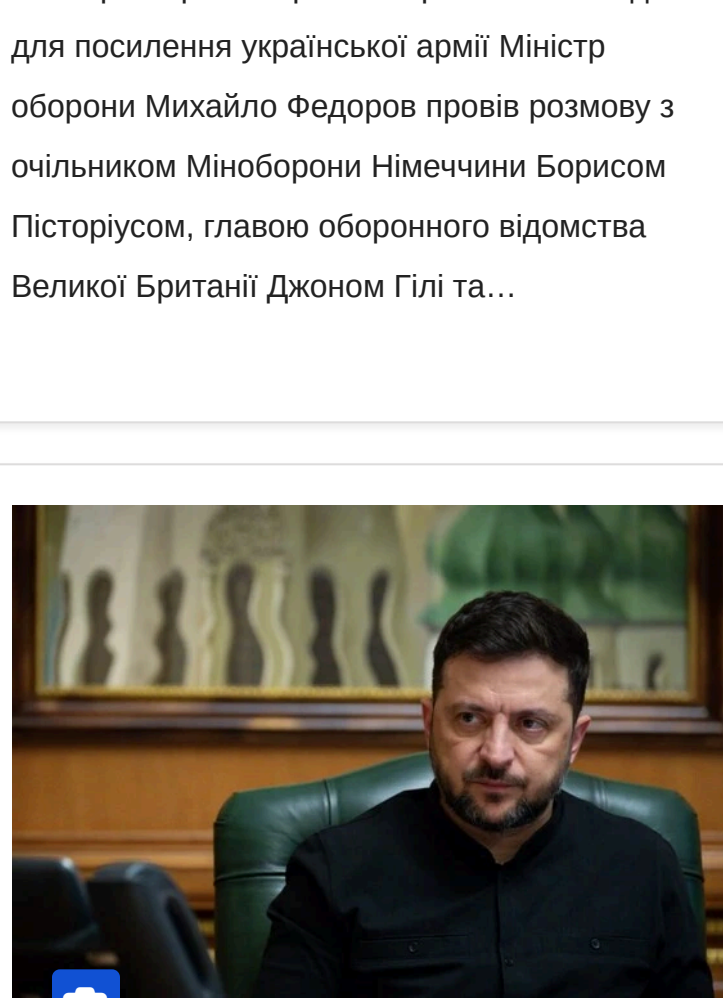 для посилення української армії Міністр
оборони Михайло Федоров провів розмову з
очільником Міноборони Німеччини Борисом
Пісторіусом, главою оборонного відомства
Великої Британії Джоном Гілі та…